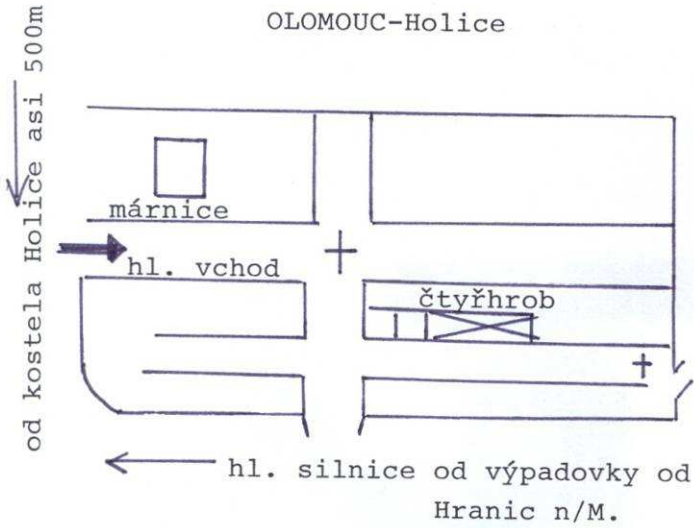 OLOMOUC-Holice
od kostela Holice asi 500m
márnice
hl. vchod
čtyřhrob
hl. silnice od výpadovky od
Hranic n/M.